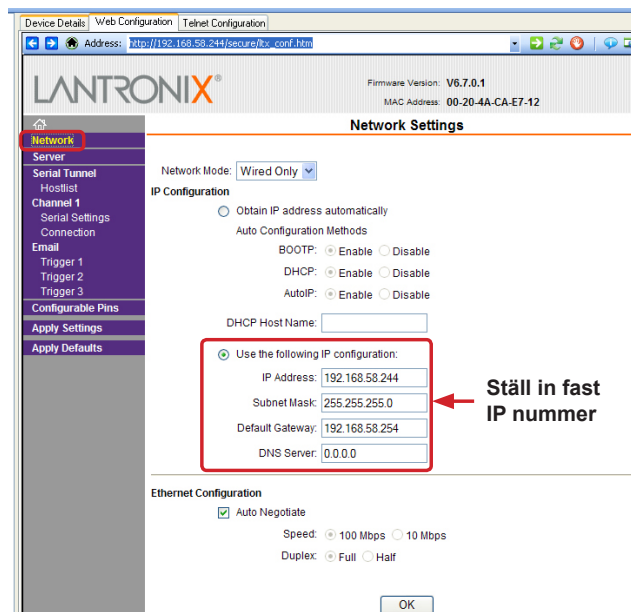 Device Details Web Configuration Telnet Configuration
Address: http://192.168.58.244/secure/ltx_conf.htm
LANTRONIX®
Firmware Version: V6.7.0.1
MAC Address: 00-20-4A-CA-E7-12
Network
Server
Serial Tunnel
Hostlist
Channel 1
Serial Settings
Connection
Email
Trigger 1
Trigger 2
Trigger 3
Configurable Pins
Apply Settings
Apply Defaults
Network Settings
Network Mode: Wired Only
IP Configuration
Obtain IP address automatically
Auto Configuration Methods
BOOTP: Enable Disable
DHCP: Enable Disable
AutoIP: Enable Disable
DHCP Host Name:
Use the following IP configuration:
IP Address: 192.168.58.244
Subnet Mask: 255.255.255.0
Default Gateway: 192.168.58.254
DNS Server: 0.0.0.0
Ställ in fast
IP nummer
Ethernet Configuration
Auto Negotiate
Speed: 100 Mbps 10 Mbps
Duplex: Full Half
OK